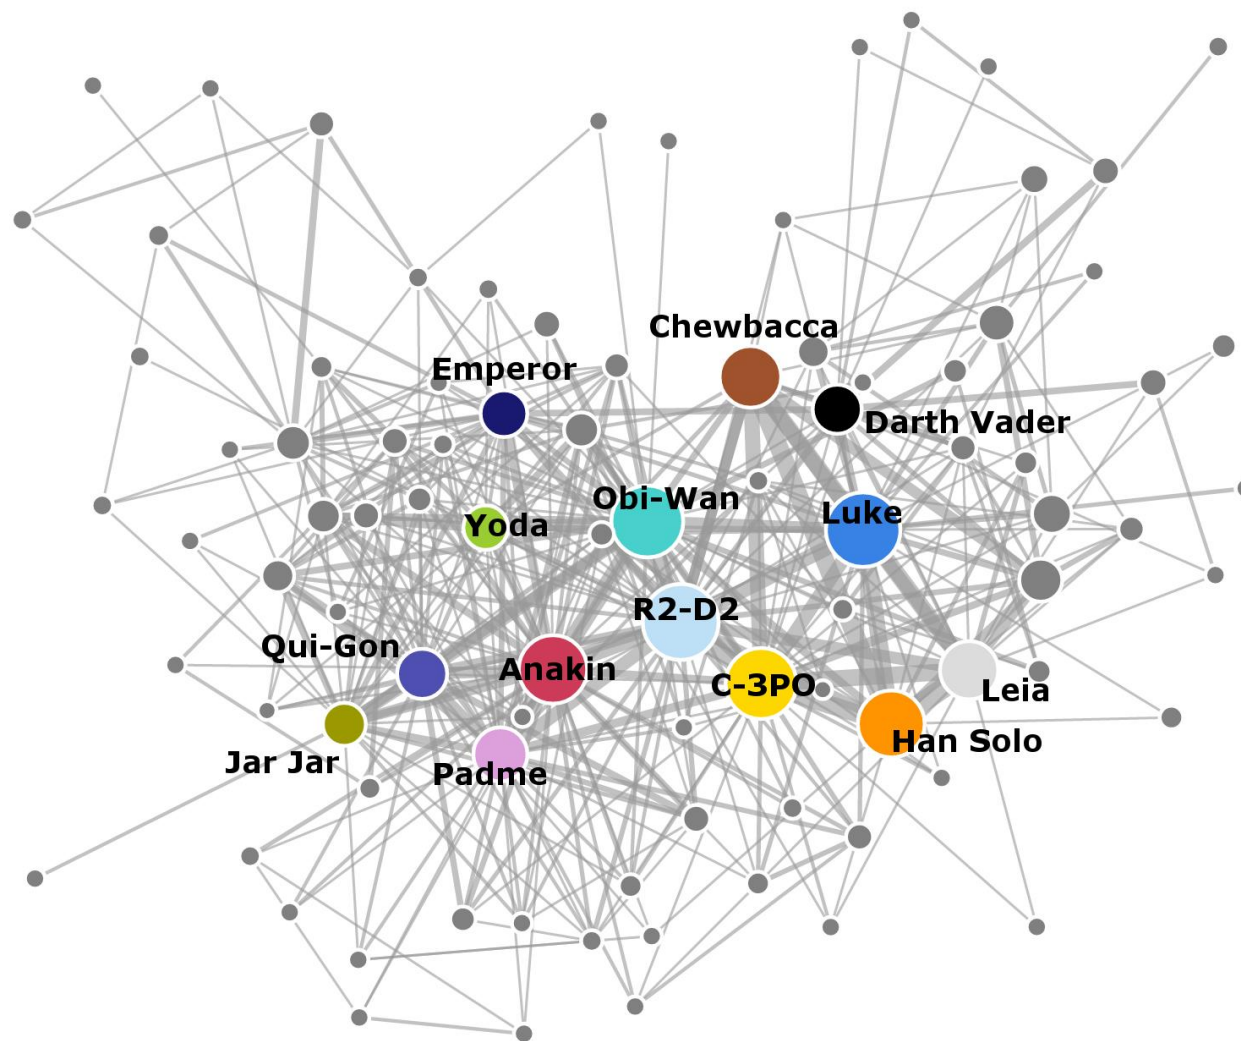 Chewbacca
Emperor
Darth Vader
Obi-Wan
Luke
Yoda
R2-D2
Qui-Gon
Anakin
C-3PO
Leia
Han Solo
Jar Jar
Padme